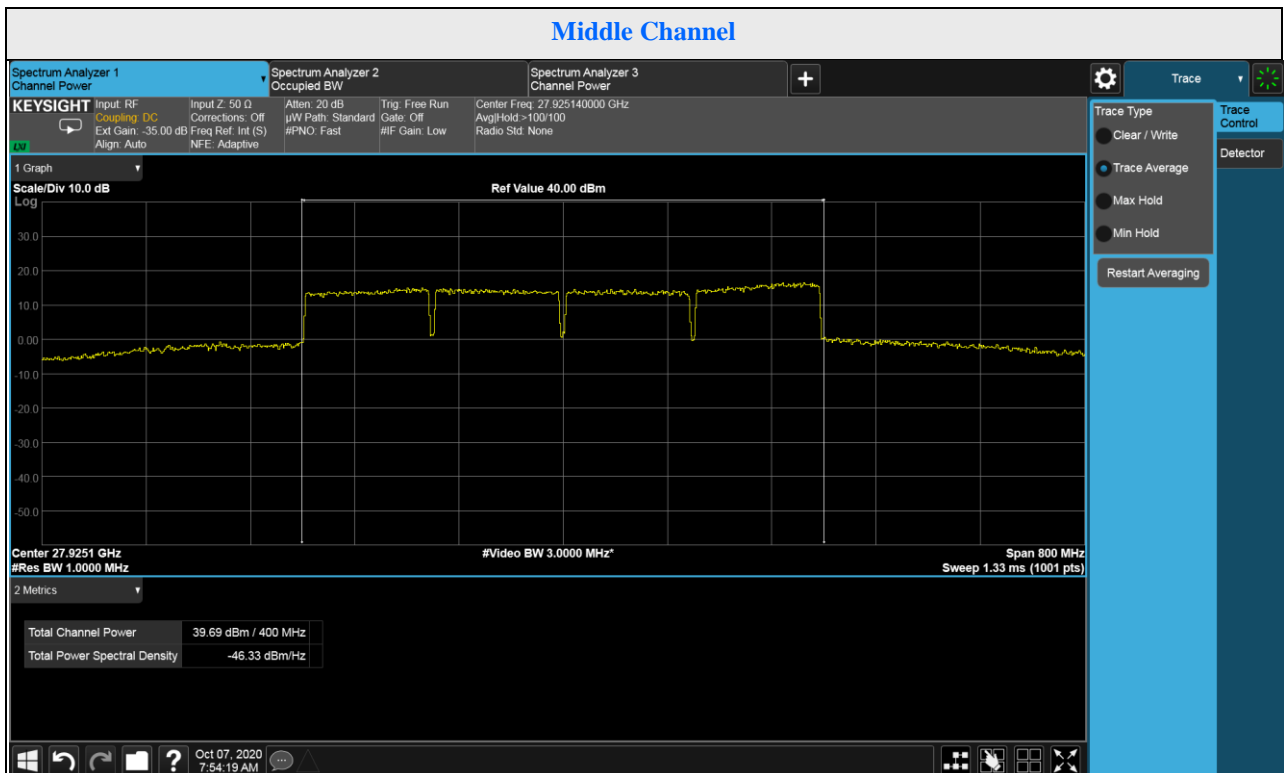 Middle Channel
Spectrum Analyzer 1
Channel Power
Spectrum Analyzer 2
Occupied BW
Spectrum Analyzer 3
Channel Power
Trace
KEYSIGHT
Input: RF
Coupling: DC
Ext Gain: -35.00 dB
Align: Auto
Input Z: 50 Ω
Corrections: Off
Freq Ref: Int (S)
NFE: Adaptive
Atten: 20 dB
µW Path: Standard
#PNO: Fast
Trig: Free Run
Gate: Off
#IF Gain: Low
Center Freq: 27.925140000 GHz
Avg|Hold:>100/100
Radio Std: None
LXI
Trace Type
Clear / Write
Trace Average
Max Hold
Min Hold
Restart Averaging
Trace
Control
Detector
1 Graph
Scale/Div 10.0 dB
Ref Value 40.00 dBm
Log
30.0
20.0
10.0
0.00
-10.0
-20.0
-30.0
-40.0
-50.0
Center 27.9251 GHz
#Video BW 3.0000 MHz*
Span 800 MHz
#Res BW 1.0000 MHz
Sweep 1.33 ms (1001 pts)
2 Metrics
Total Channel Power 39.69 dBm / 400 MHz
Total Power Spectral Density -46.33 dBm/Hz
Oct 07, 2020
7:54:19 AM